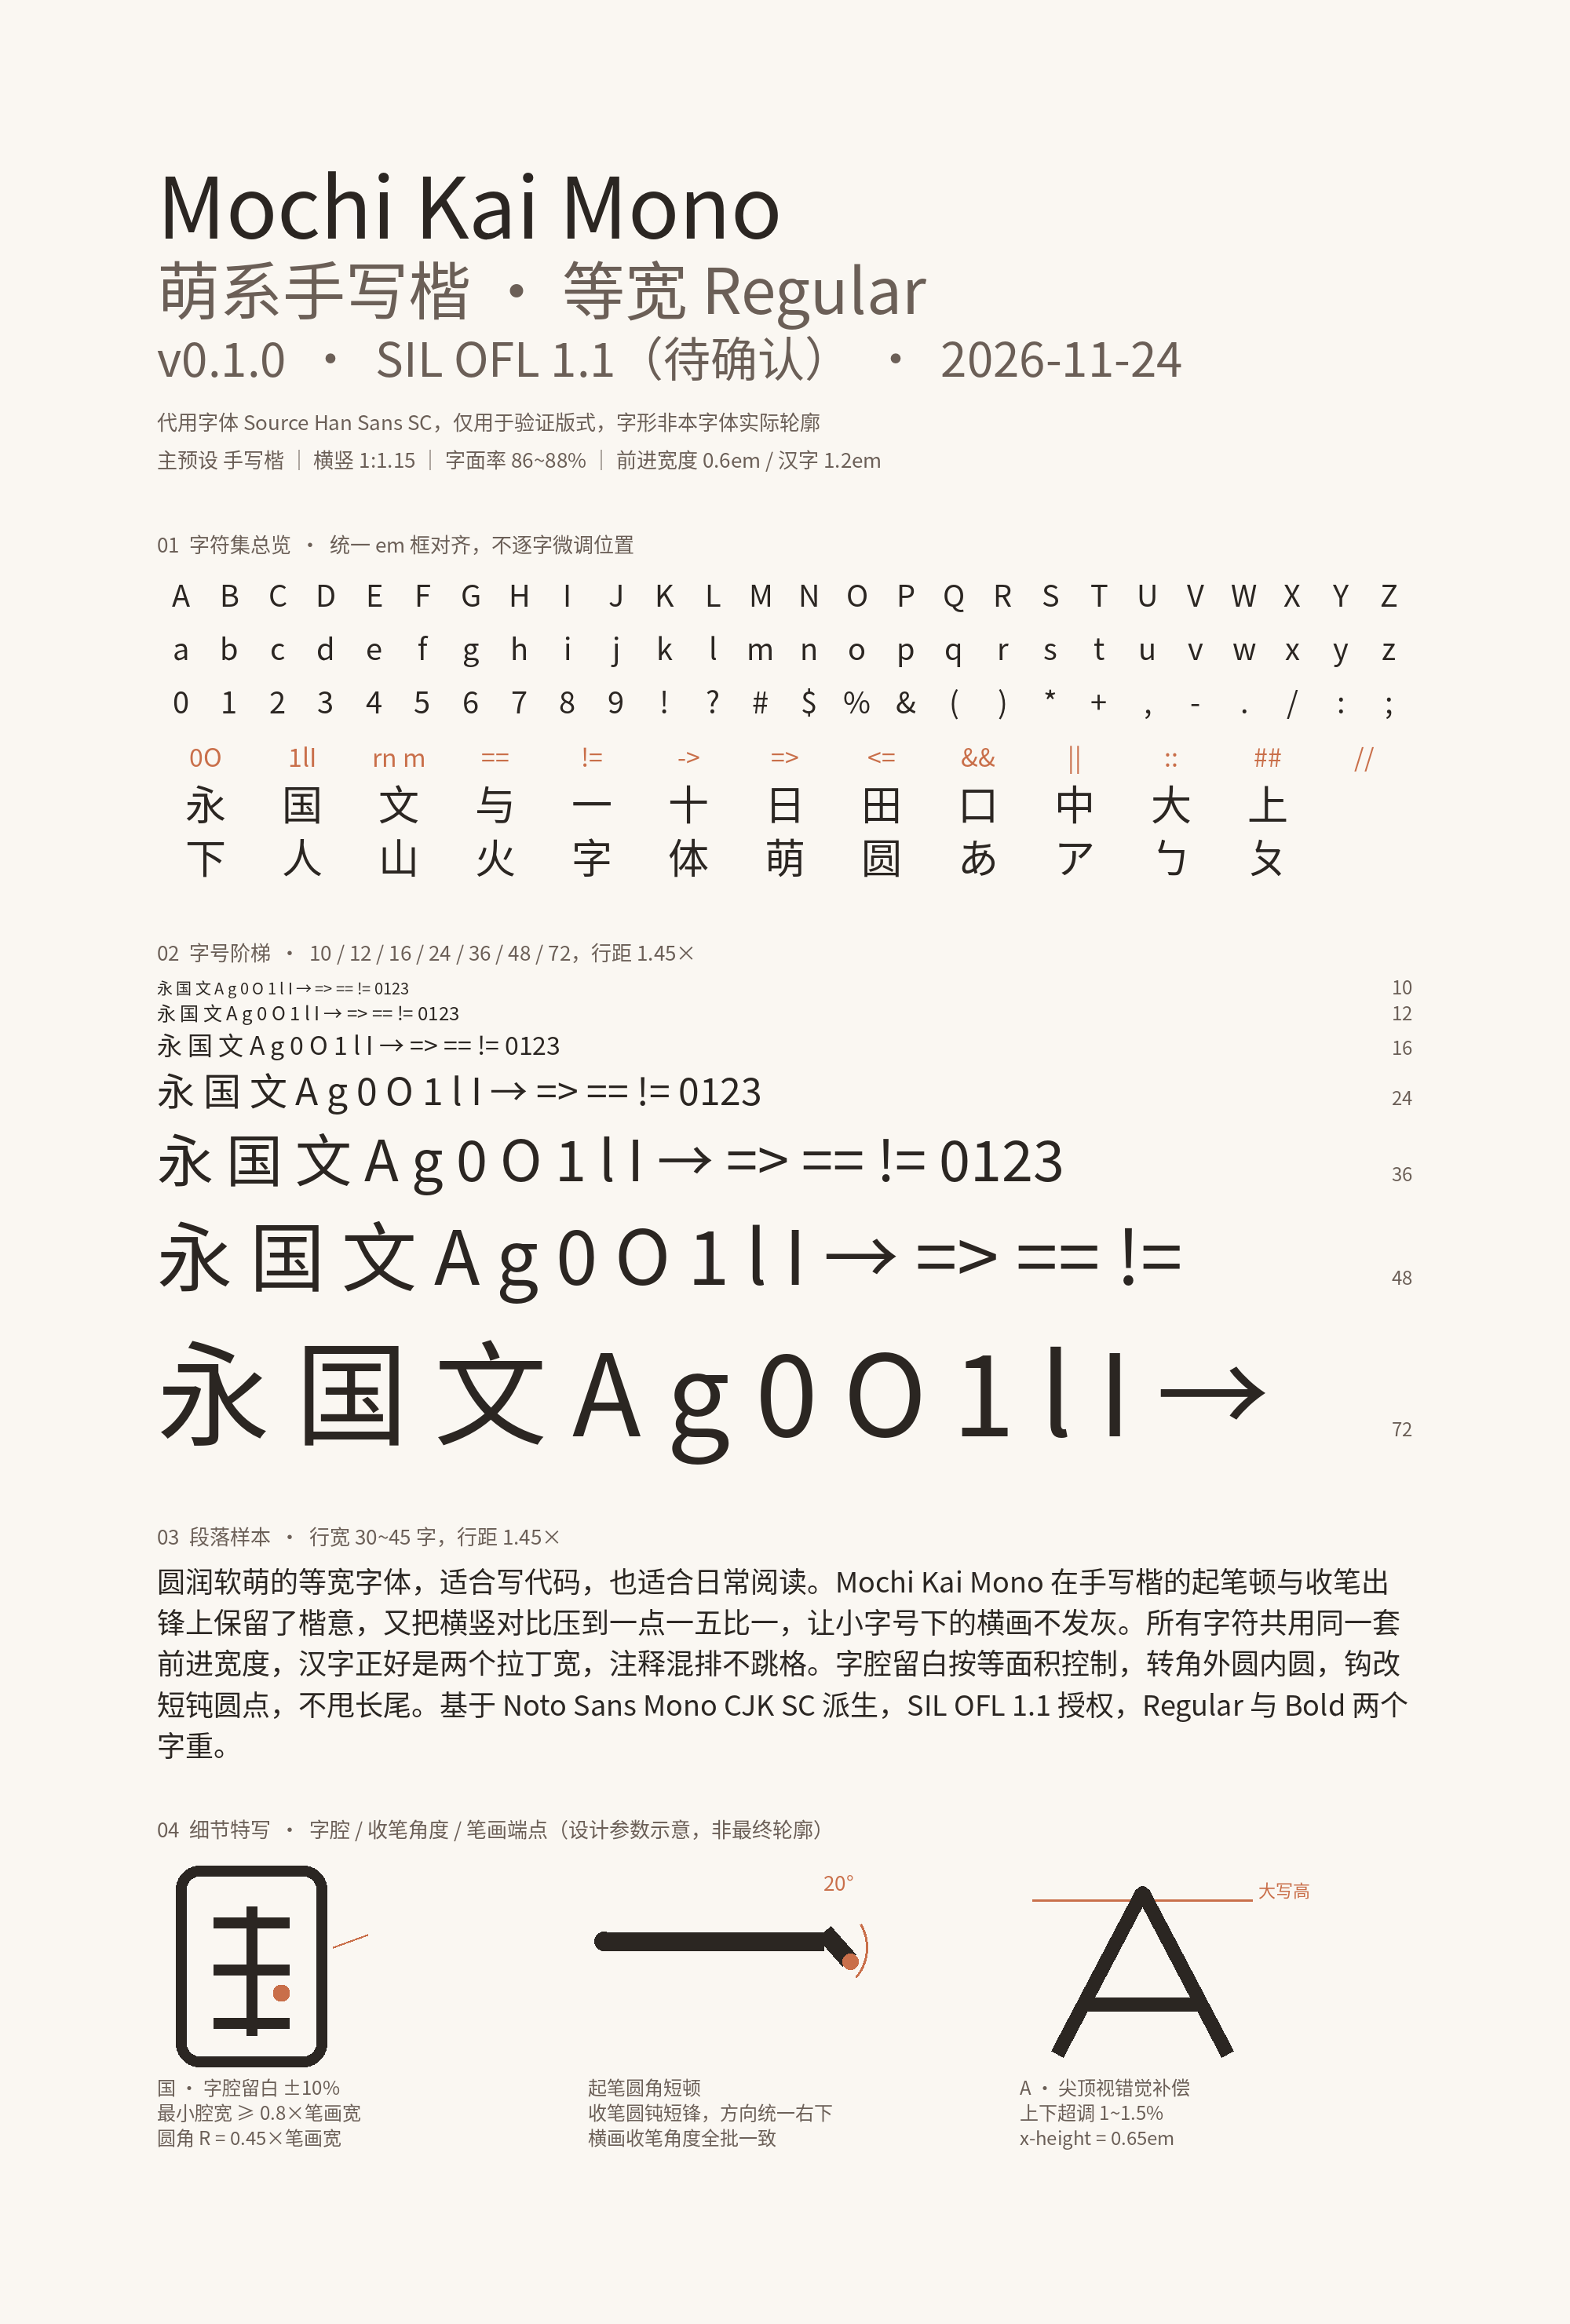 Mochi Kai Mono
萌系手写楷 · 等宽 Regular
v0.1.0 · SIL OFL 1.1（待确认） · 2026-11-24
代用字体 Source Han Sans SC，仅用于验证版式，字形非本字体实际轮廓
主预设 手写楷｜横竖 1:1.15｜字面率 86~88%｜前进宽度 0.6em / 汉字 1.2em
01 字符集总览 · 统一 em 框对齐，不逐字微调位置
A B C D E F G H I J K L M N O P Q R S T U V W X Y Z
a b c d e f g h i j k l m n o p q r s t u v w x y z
0 1 2 3 4 5 6 7 8 9 ! ? # $ % & ( ) * + , - . / : ;
0O 1lI rn m == != -> => <= && || :: ## //
永 国 文 与 一 十 日 田 口 中 大 上
下 人 山 火 字 体 萌 圆 あ ア ㄅ ㄆ
02 字号阶梯 · 10 / 12 / 16 / 24 / 36 / 48 / 72，行距 1.45×
永 国 文 A g 0 O 1 l I → => == != 0123 10
永 国 文 A g 0 O 1 l I → => == != 0123 12
永 国 文 A g 0 O 1 l I → => == != 0123 16
永 国 文 A g 0 O 1 l I → => == != 0123 24
永 国 文 A g 0 O 1 l I → => == != 0123 36
永 国 文 A g 0 O 1 l I → => == != 48
永 国 文 A g 0 O 1 l I → 72
03 段落样本 · 行宽 30~45 字，行距 1.45×
圆润软萌的等宽字体，适合写代码，也适合日常阅读。Mochi Kai Mono 在手写楷的起笔顿与收笔出
锋上保留了楷意，又把横竖对比压到一点一五比一，让小字号下的横画不发灰。所有字符共用同一套
前进宽度，汉字正好是两个拉丁宽，注释混排不跳格。字腔留白按等面积控制，转角外圆内圆，钩改
短钝圆点，不甩长尾。基于 Noto Sans Mono CJK SC 派生，SIL OFL 1.1 授权，Regular 与 Bold 两个
字重。
04 细节特写 · 字腔 / 收笔角度 / 笔画端点（设计参数示意，非最终轮廓）
国 · 字腔留白 ±10%
最小腔宽 ⩾ 0.8×笔画宽
圆角 R = 0.45×笔画宽
20°
起笔圆角短顿
收笔圆钝短锋，方向统一右下
横画收笔角度全批一致
大写高
A
A · 尖顶视错觉补偿
上下超调 1~1.5%
x-height = 0.65em